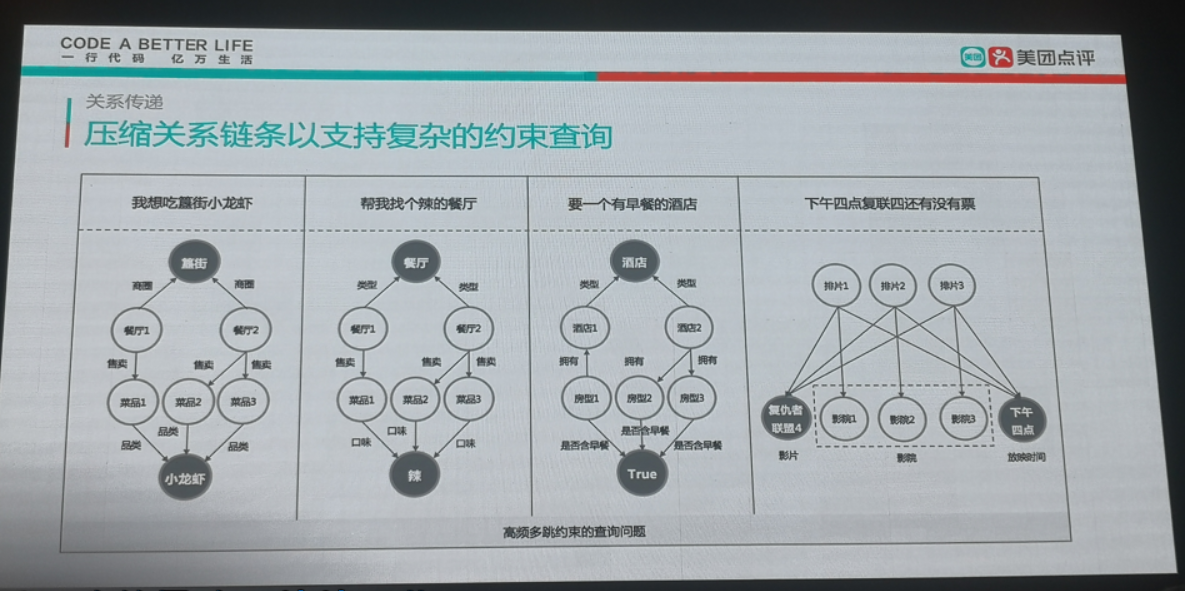 CODE A BETTER LIFE
一行代码 亿万生活
美团 美团点评
关系传递
压缩关系链条以支持复杂的约束查询
我想吃簋街小龙虾
簋街
商圈 商圈
餐厅1 餐厅2
售卖 售卖 售卖
菜品1 菜品2 菜品3
品类 品类 品类
小龙虾
帮我找个辣的餐厅
餐厅
类型 类型
餐厅1 餐厅2
售卖 售卖 售卖
菜品1 菜品2 菜品3
口味 口味 口味
辣
要一个有早餐的酒店
酒店
类型 类型
酒店1 酒店2
拥有 拥有 拥有
房型1 房型2 房型3
是否含早餐 是否含早餐 是否含早餐
True
下午四点复联四还有没有票
排片1 排片2 排片3
复仇者
联盟4
影院1 影院2 影院3
下午
四点
影片 影院 放映时间
高频多跳约束的查询问题